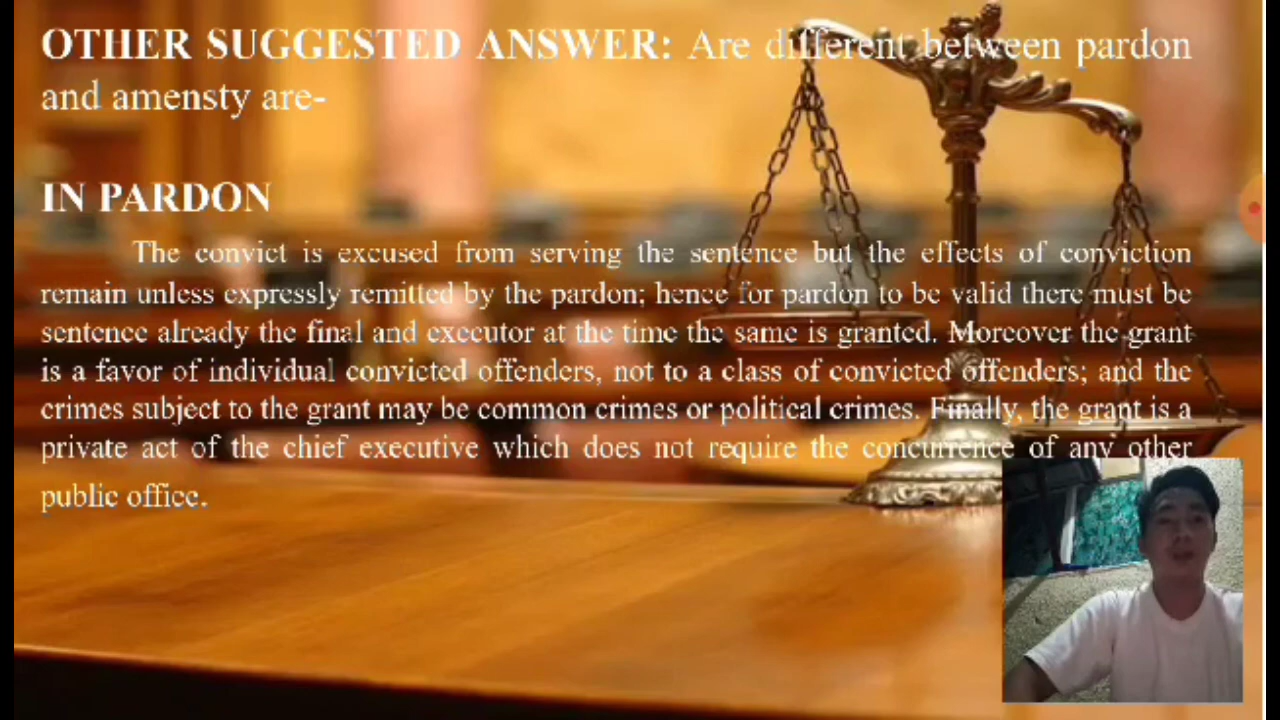 OTHER SUGGESTED ANSWER: Are different between pardon
and amensty are-
IN PARDON
The convict is excused from serving the sentence but the effects of conviction
remain unless expressly remitted by the pardon; hence for pardon to be valid there must be
sentence already the final and executor at the time the same is granted. Moreover the grant
is a favor of individual convicted offenders, not to a class of convicted offenders; and the
crimes subject to the grant may be common crimes or political crimes. Finally, the grant is a
private act of the chief executive which does not require the concurrence of any other
public office.